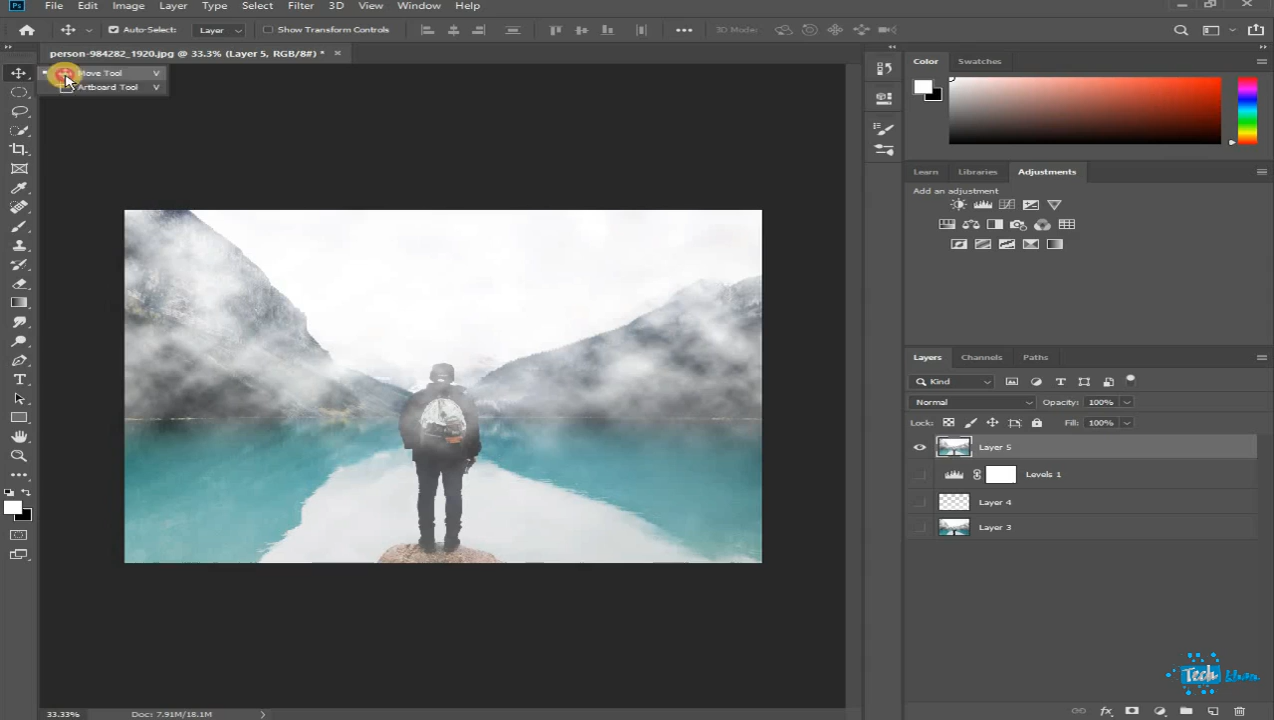 Ps File Edit Image Layer Type Select Filter 3D View Window Help
Auto-Select: Layer Show Transform Controls 3D Mode:
person-984282_1920.jpg @ 33.3% (Layer 5, RGB/8#) *
Move Tool V
Artboard Tool V
Color Swatches
Learn Libraries Adjustments
Add an adjustment
Layers Channels Paths
Kind
Normal Opacity: 100%
Lock: Fill: 100%
Layer 5
Levels 1
Layer 4
Layer 3
Tech
33.33% Doc: 7.91M/18.1M